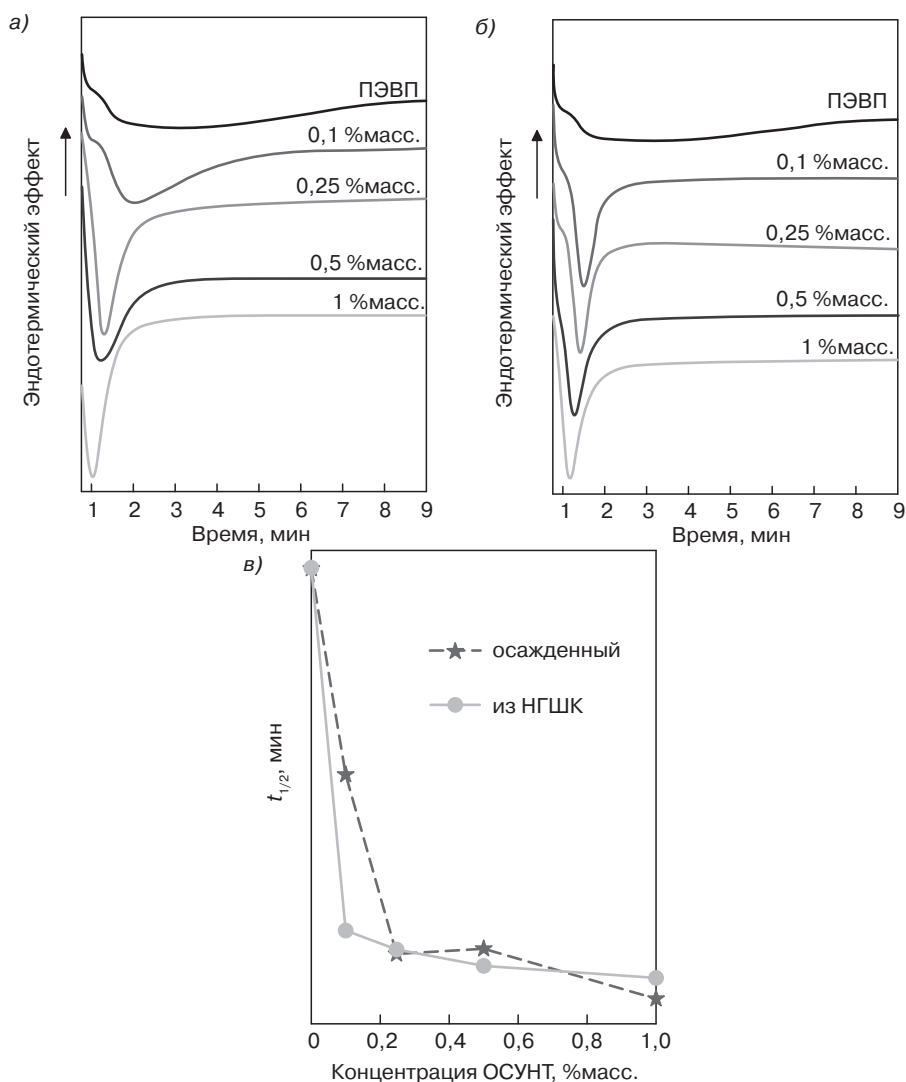 а)
ПЭВП
0,1 %масс.
0,25 %масс.
0,5 %масс.
1 %масс.
Эндотермический эффект
1 2 3 4 5 6 7 8 9
Время, мин
б)
ПЭВП
0,1 %масс.
0,25 %масс.
0,5 %масс.
1 %масс.
Эндотермический эффект
1 2 3 4 5 6 7 8 9
Время, мин
в)
осажденный
из НГШК
t1/2, мин
0 0,2 0,4 0,6 0,8 1,0
Концентрация ОСУНТ, %масс.